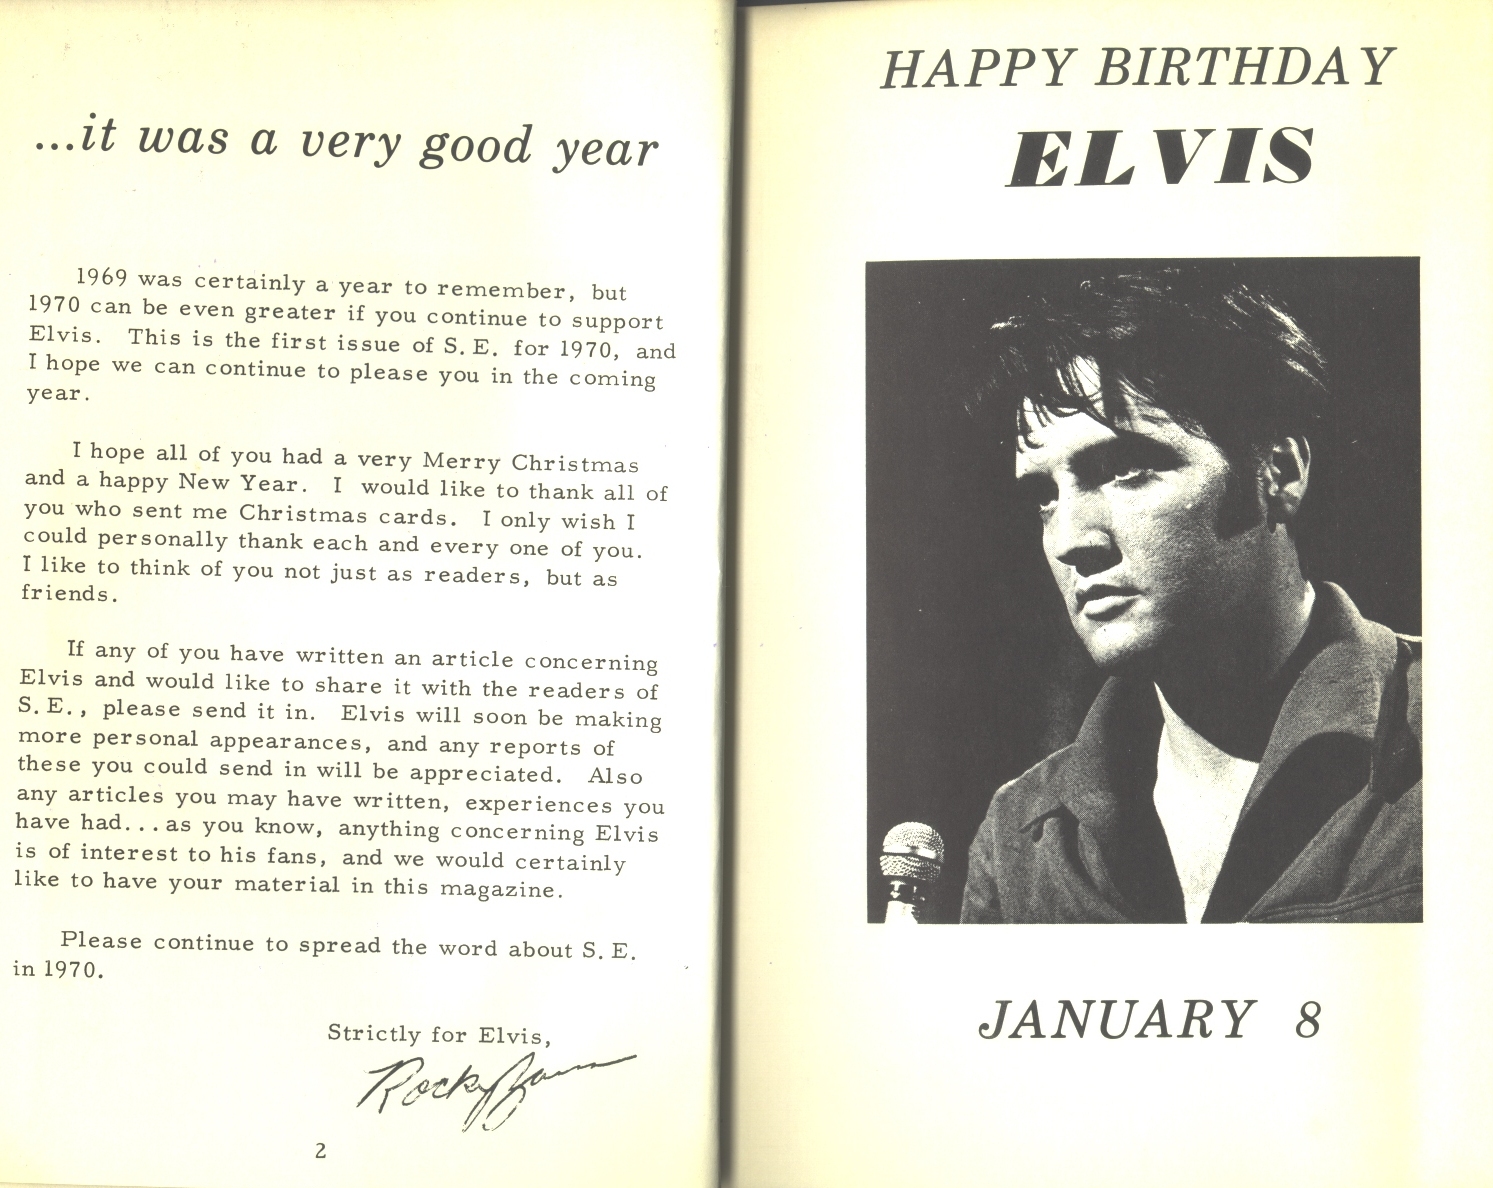 ...it was a very good year
1969 was certainly a year to remember, but
1970 can be even greater if you continue to support
Elvis. This is the first issue of S.E. for 1970, and
I hope we can continue to please you in the coming
year.
I hope all of you had a very Merry Christmas
and a happy New Year. I would like to thank all of
you who sent me Christmas cards. I only wish I
could personally thank each and every one of you.
I like to think of you not just as readers, but as
friends.
If any of you have written an article concerning
Elvis and would like to share it with the readers of
S.E., please send it in. Elvis will soon be making
more personal appearances, and any reports of
these you could send in will be appreciated. Also
any articles you may have written, experiences you
have had...as you know, anything concerning Elvis
is of interest to his fans, and we would certainly
like to have your material in this magazine.
Please continue to spread the word about S.E.
in 1970.
Strictly for Elvis,
Rocky
2
HAPPY BIRTHDAY
ELVIS
JANUARY 8